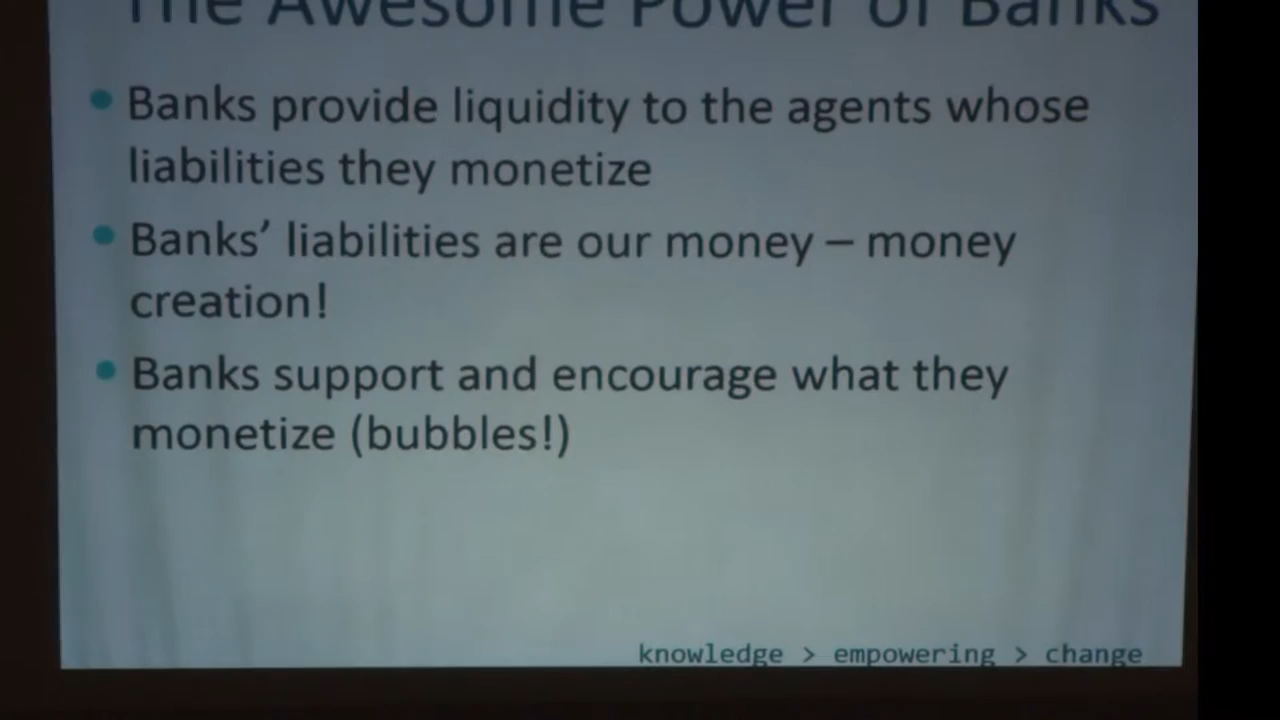 The Awesome Power of Banks
Banks provide liquidity to the agents whose
liabilities they monetize
Banks’ liabilities are our money – money
creation!
Banks support and encourage what they
monetize (bubbles!)
knowledge > empowering > change